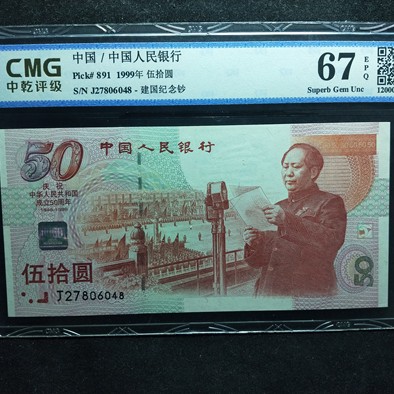 CMG
中乾评级
中国 / 中国人民银行
Pick# 891 1999年 伍拾圆
S/N J27806048 - 建国纪念钞
67
EPQ
Superb Gem Unc
12000
50
中国人民银行
庆祝
中华人民共和国
成立50周年
1949-1999
伍拾圆
J27806048
50